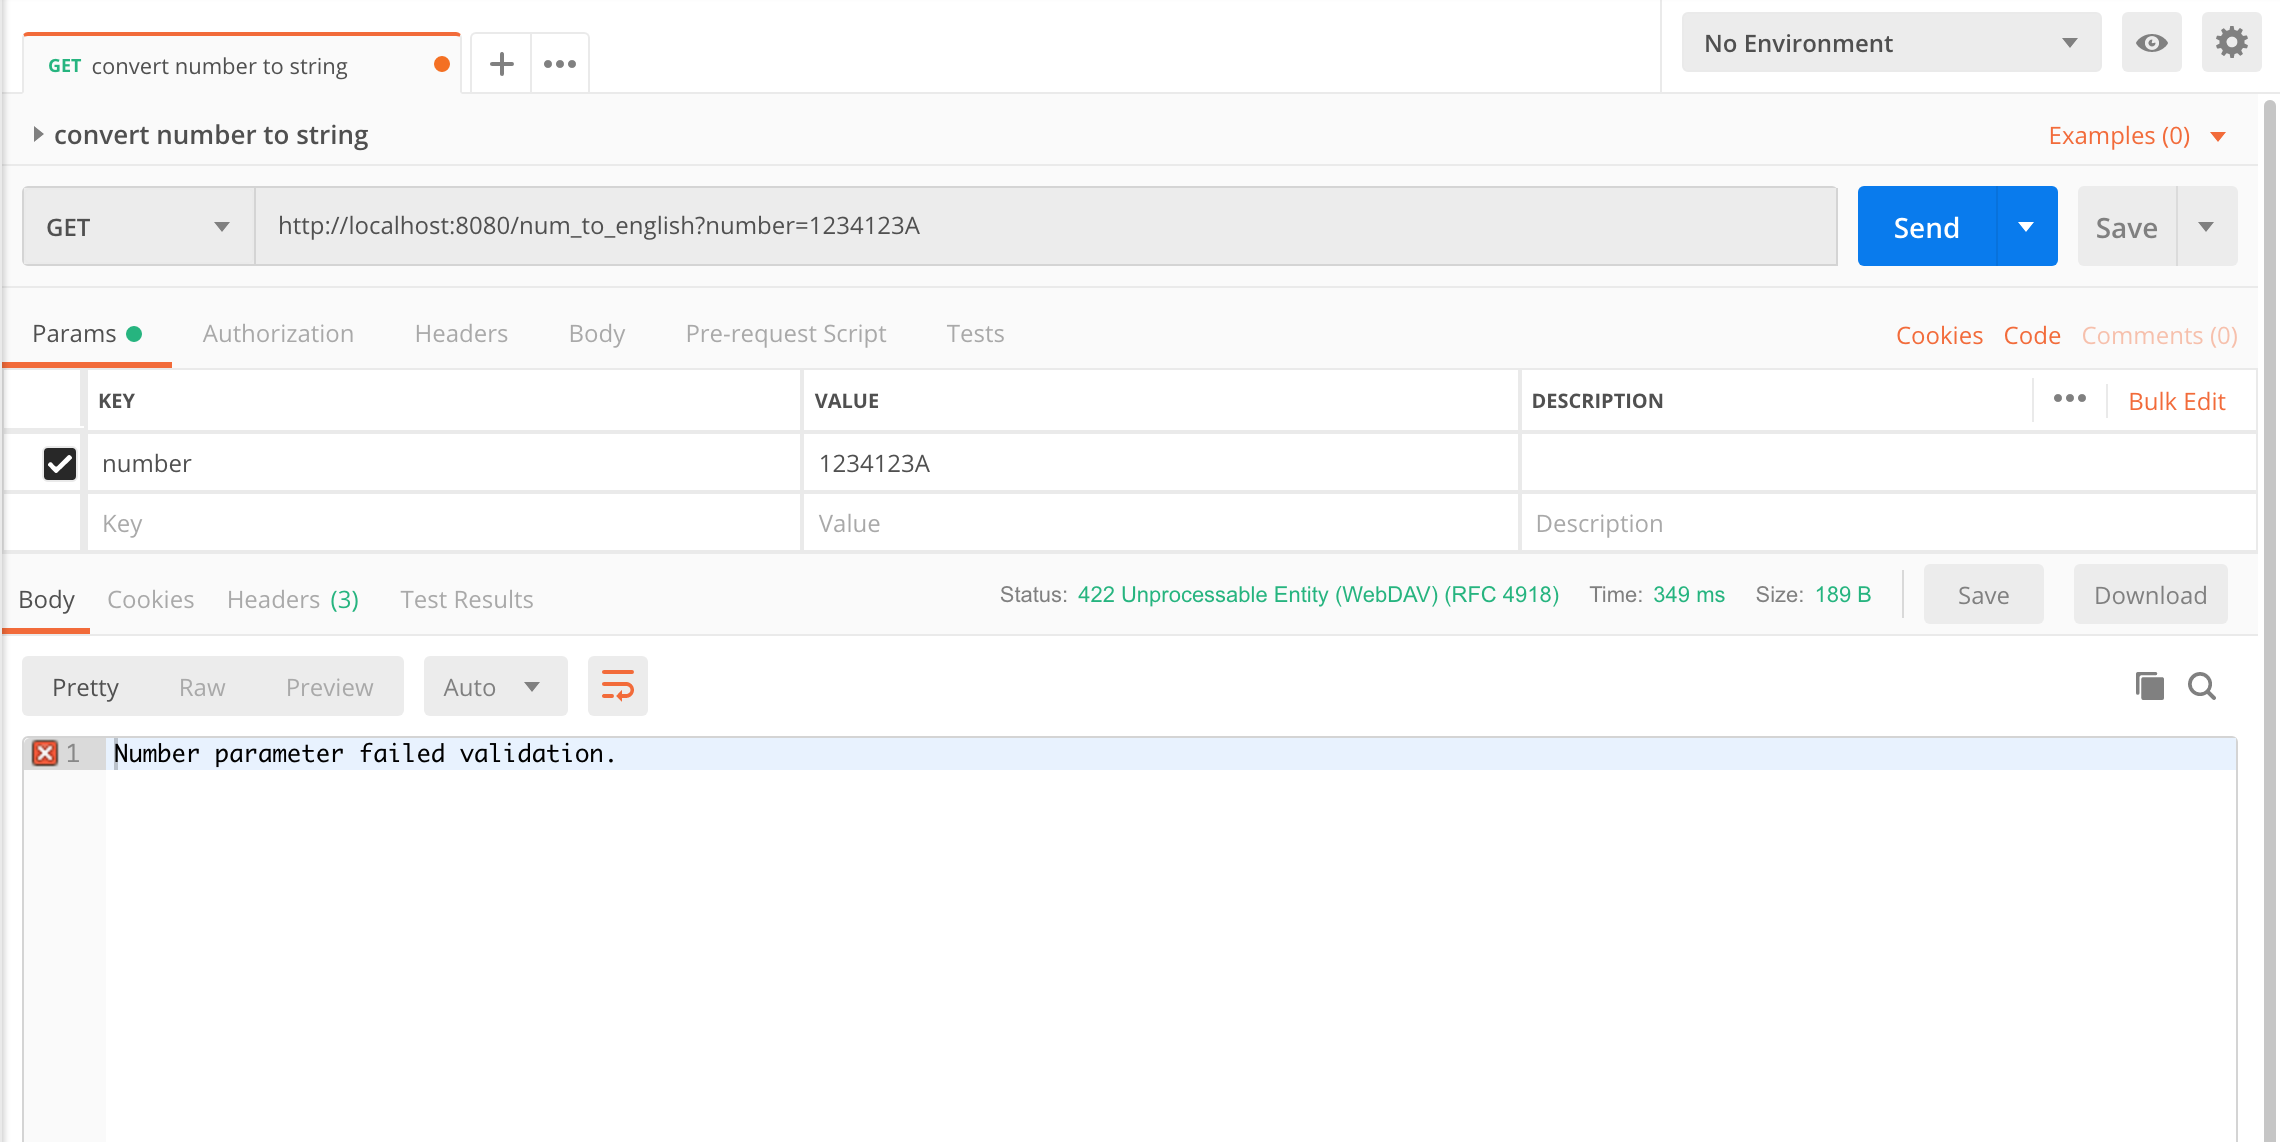 GET convert number to string
No Environment
convert number to string
Examples (0)
GET
http://localhost:8080/num_to_english?number=1234123A
Send
Save
Params
Authorization
Headers
Body
Pre-request Script
Tests
Cookies
Code
Comments (0)
KEY
VALUE
DESCRIPTION
Bulk Edit
number
1234123A
Key
Value
Description
Body
Cookies
Headers (3)
Test Results
Status: 422 Unprocessable Entity (WebDAV) (RFC 4918)
Time: 349 ms
Size: 189 B
Save
Download
Pretty
Raw
Preview
Auto
1
Number parameter failed validation.